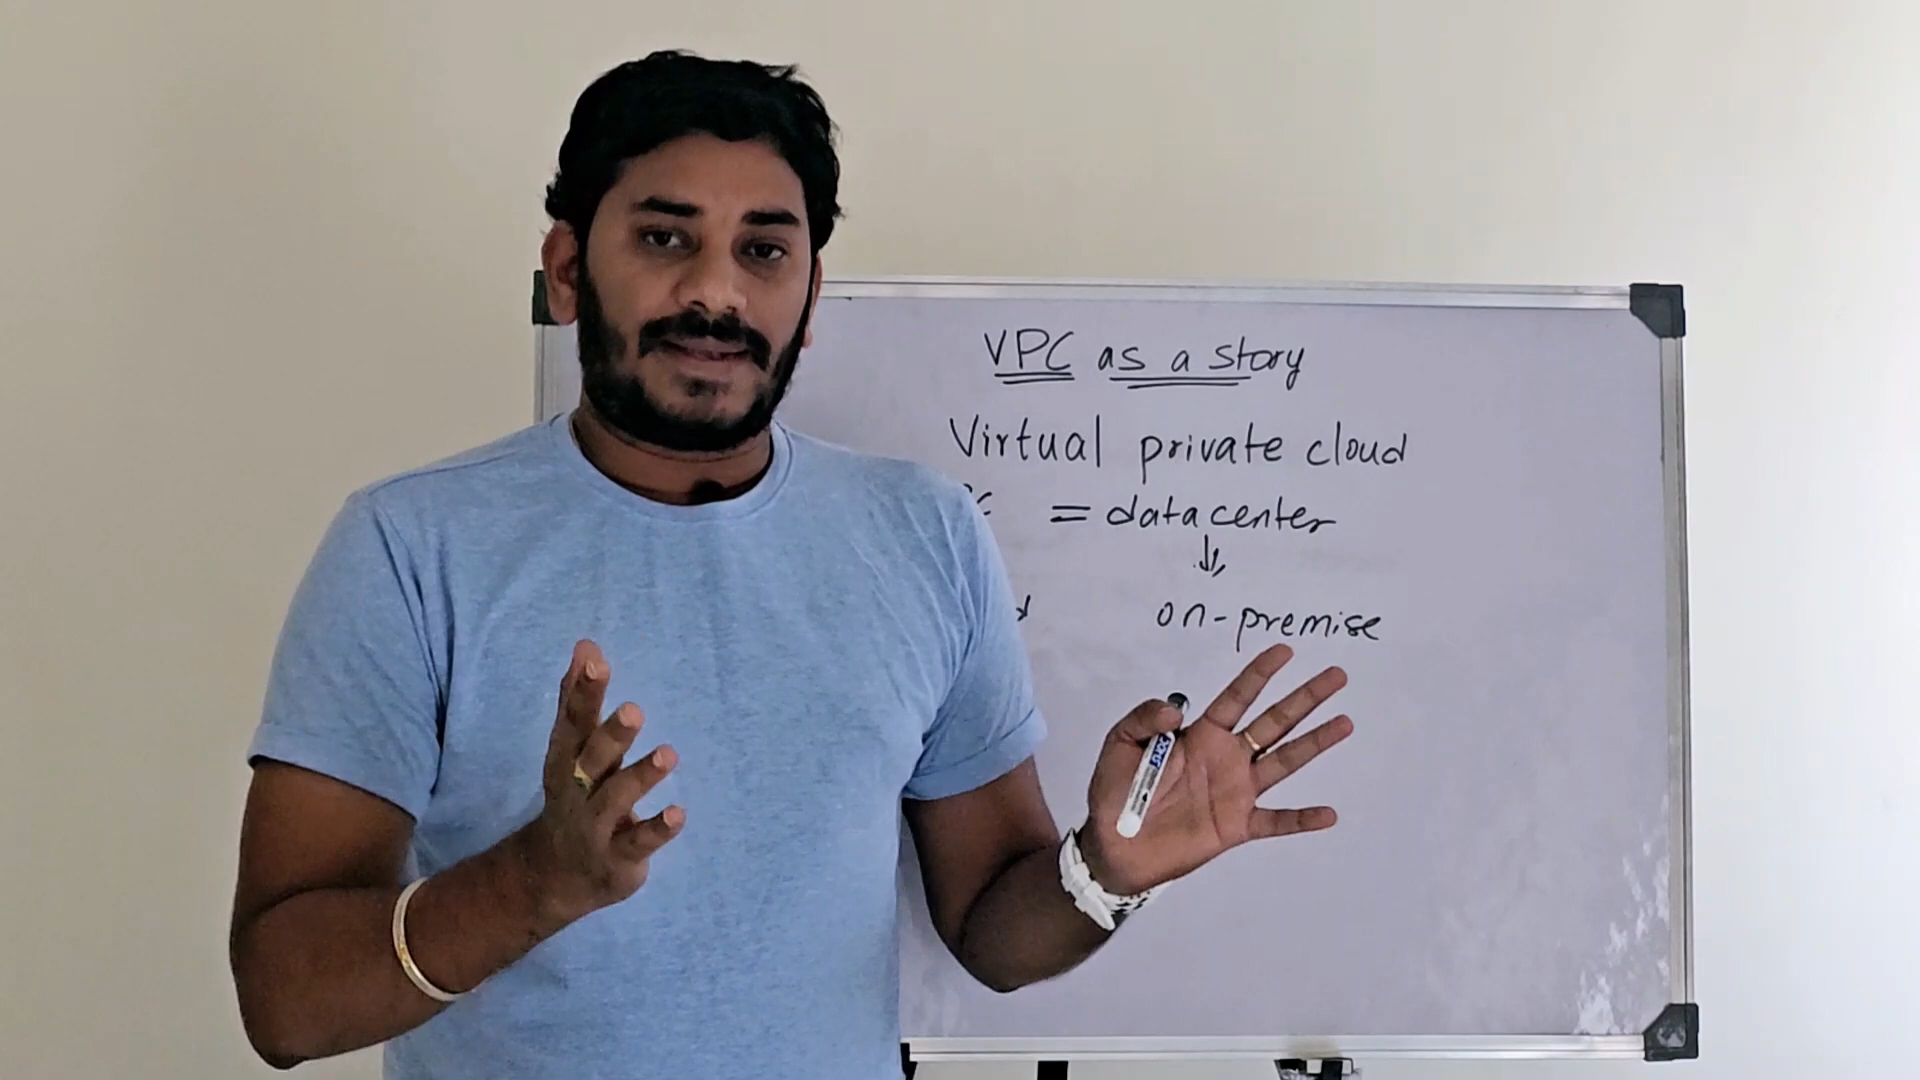 VPC as a story
Virtual private cloud
= datacenter
↓
on-premise